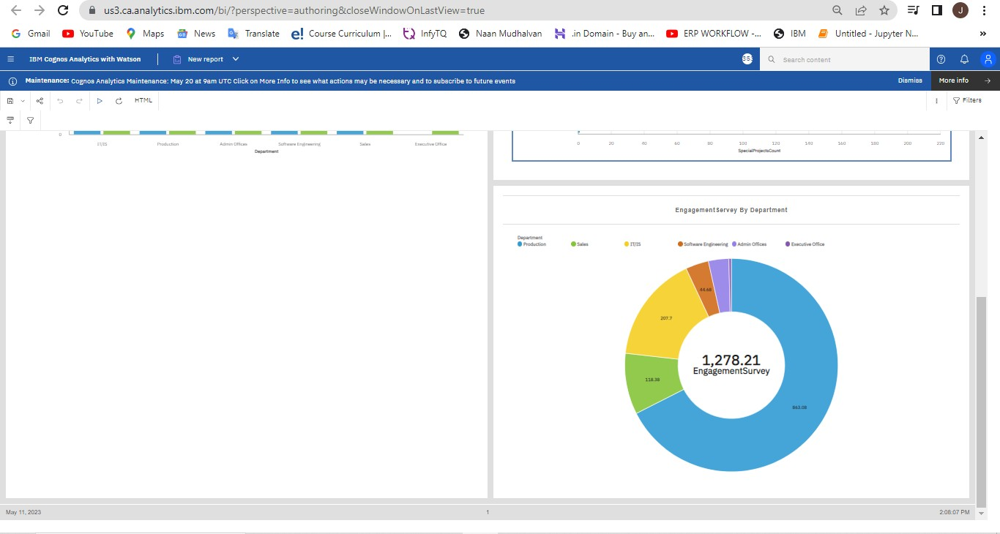 us3.ca.analytics.ibm.com/bi/?perspective=authoring&closeWindowOnLastView=true
J
Gmail YouTube Maps News Translate Course Curriculum |... InfyTQ Naan Mudhalvan .in Domain - Buy an... ERP WORKFLOW -... IBM Untitled - Jupyter N... »
IBM Cognos Analytics with Watson New report Search content
Maintenance: Cognos Analytics Maintenance: May 20 at 9am UTC Click on More Info to see what actions may be necessary and to subscribe to future events Dismiss More info
HTML Filters
0
IT/IS Production Admin Offices Software Engineering Sales Executive Office
Department
0 20 40 60 80 100 120 140 160 180 200 220
SpecialProjectsCount
EngagementSurvey By Department
Department
Production Sales IT/IS Software Engineering Admin Offices Executive Office
44.68
207.7
1,278.21
EngagementSurvey
118.38
May 11, 2023 1 2:08:07 PM